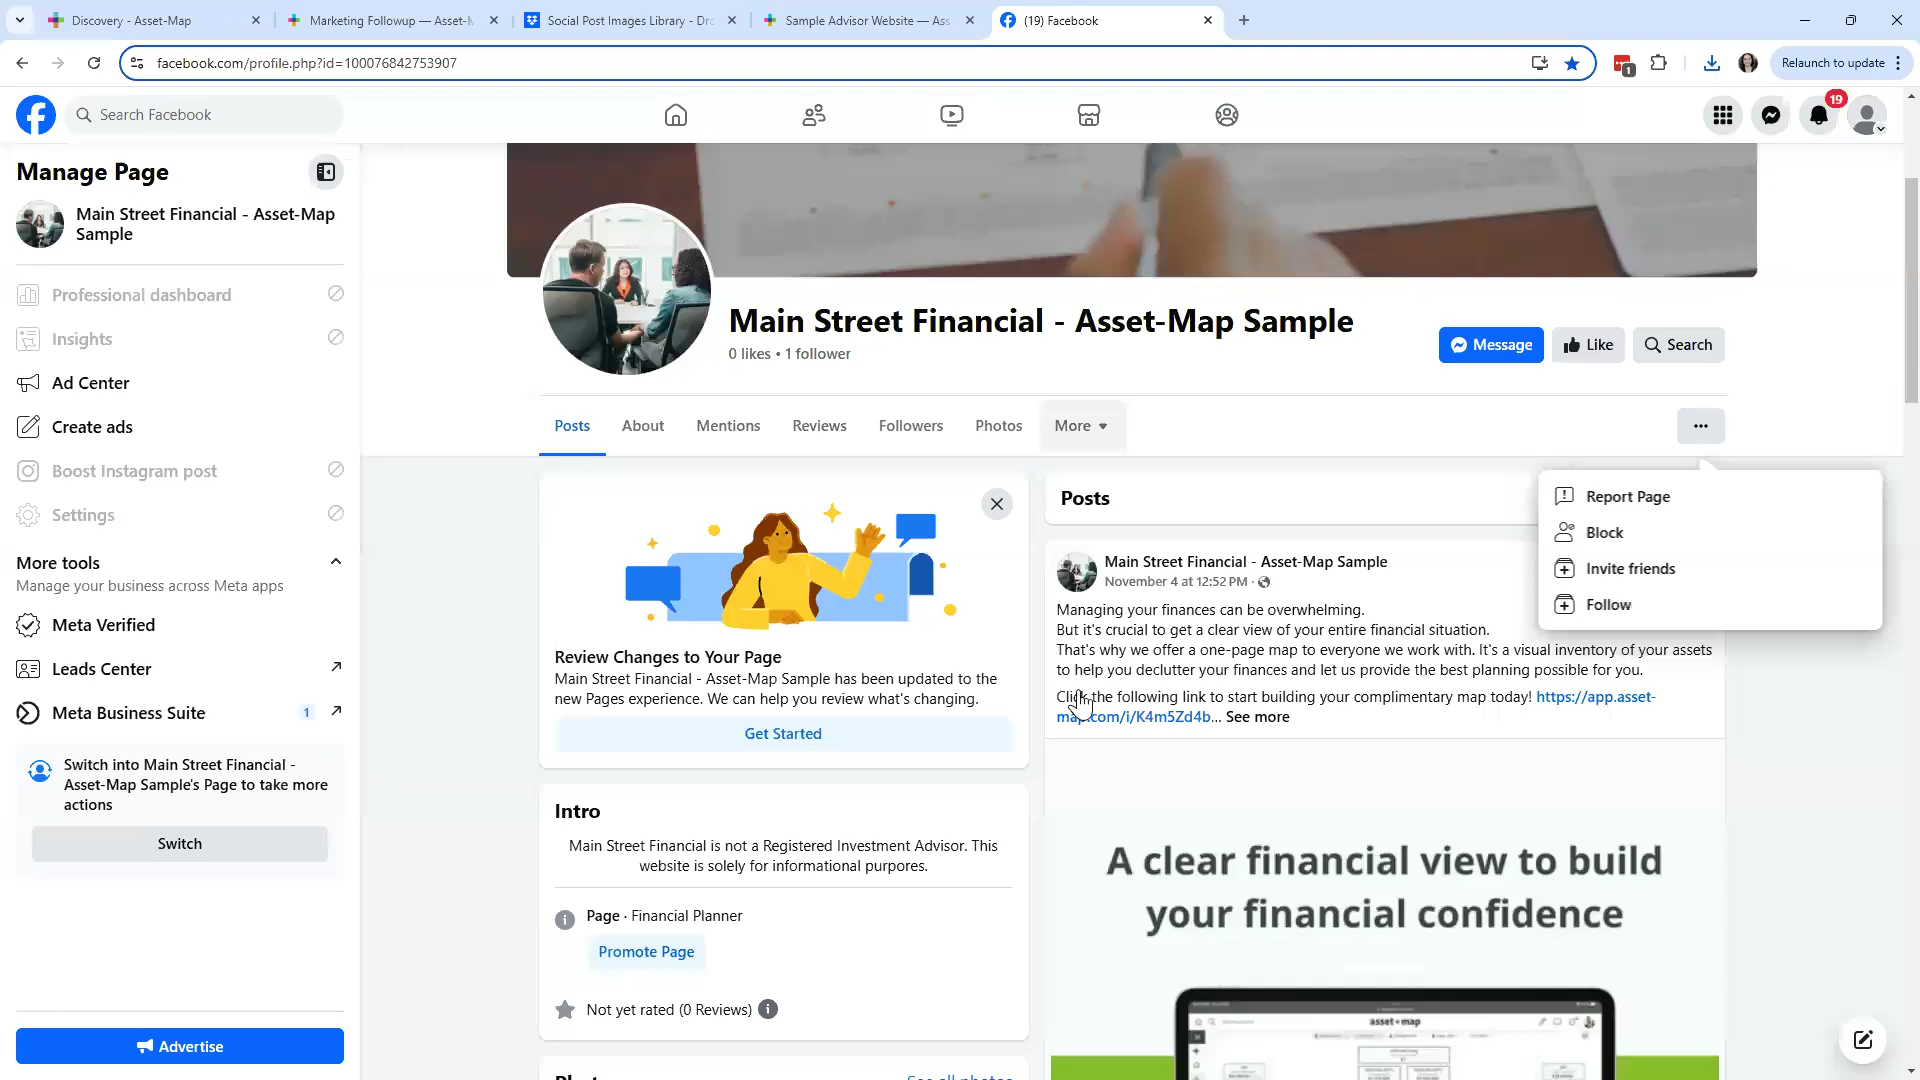 Discovery - Asset-Map
Marketing Followup — Asset-M
Social Post Images Library - Dro
Sample Advisor Website — Ass
(19) Facebook
facebook.com/profile.php?id=100076842753907
1
Relaunch to update
Search Facebook
19
Manage Page
Main Street Financial - Asset-Map
Sample
Professional dashboard
Insights
Ad Center
Create ads
Boost Instagram post
Settings
More tools
Manage your business across Meta apps
Meta Verified
Leads Center
Meta Business Suite
1
Switch into Main Street Financial -
Asset-Map Sample's Page to take more
actions
Switch
Advertise
Main Street Financial - Asset-Map Sample
0 likes • 1 follower
Message
Like
Search
Posts
About
Mentions
Reviews
Followers
Photos
More
Review Changes to Your Page
Main Street Financial - Asset-Map Sample has been updated to the
new Pages experience. We can help you review what's changing.
Get Started
Intro
Main Street Financial is not a Registered Investment Advisor. This
website is solely for informational purpores.
Page · Financial Planner
Promote Page
Not yet rated (0 Reviews)
See all photos
Posts
Report Page
Block
Invite friends
Follow
Main Street Financial - Asset-Map Sample
November 4 at 12:52 PM ·
Managing your finances can be overwhelming.
But it's crucial to get a clear view of your entire financial situation.
That's why we offer a one-page map to everyone we work with. It's a visual inventory of your assets
to help you declutter your finances and let us provide the best planning possible for you.
Click the following link to start building your complimentary map today! https://app.asset-
map.com/i/K4m5Zd4b... See more
A clear financial view to build
your financial confidence
asset-map